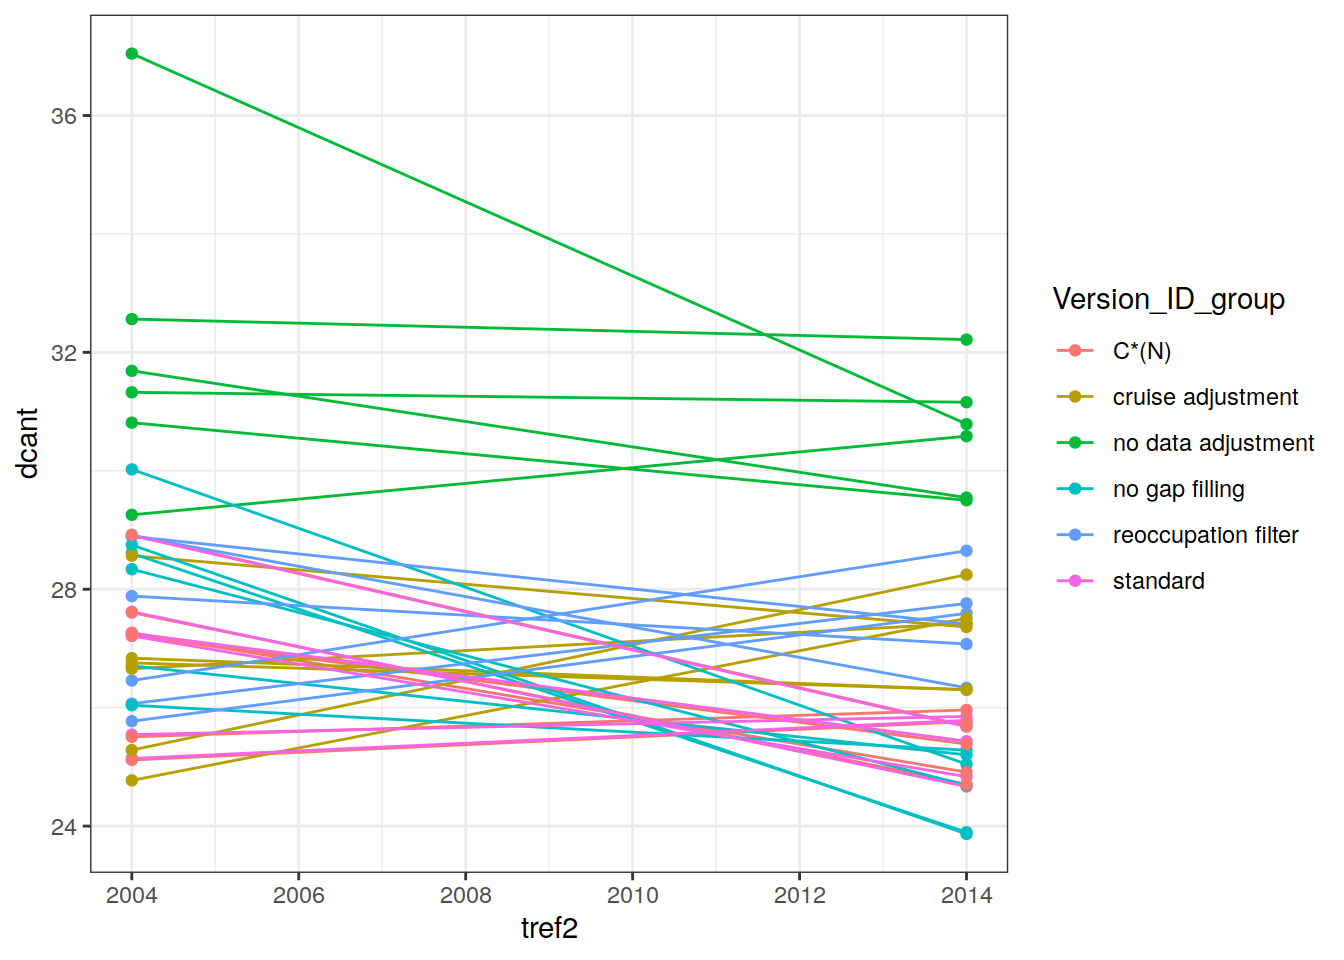 36
32
28
24
dcant
2004 2006 2008 2010 2012 2014
tref2
Version_ID_group
C*(N)
cruise adjustment
no data adjustment
no gap filling
reoccupation filter
standard